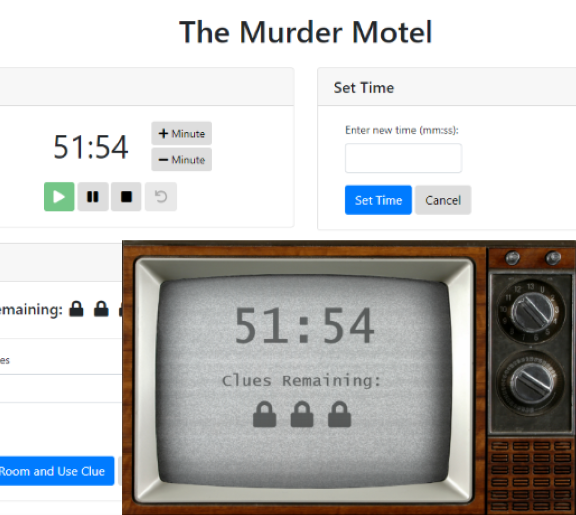 The Murder Motel
Set Time
51:54
+ Minute
− Minute
Enter new time (mm:ss):
Set Time
Cancel
emaining:
es
Room and Use Clue
51:54
Clues Remaining: